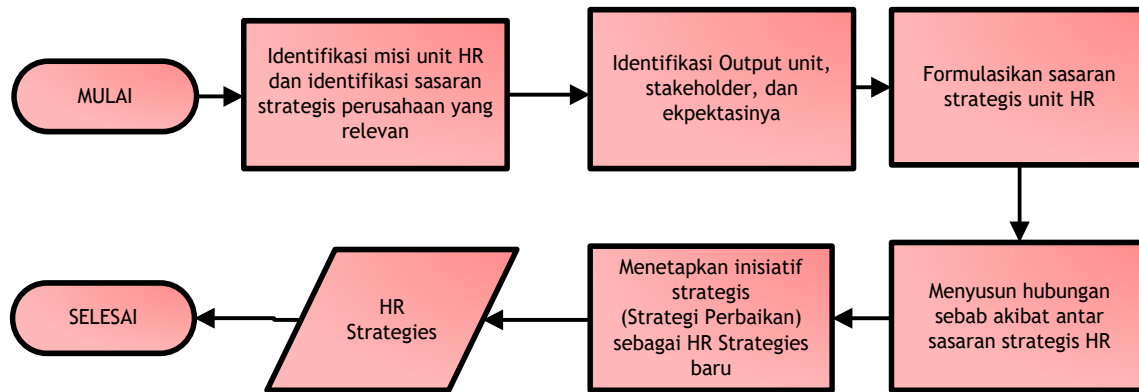 MULAI
Identifikasi misi unit HR
dan identifikasi sasaran
strategis perusahaan yang
relevan
Identifikasi Output unit,
stakeholder, dan
ekpektasinya
Formulasikan sasaran
strategis unit HR
Menyusun hubungan
sebab akibat antar
sasaran strategis HR
Menetapkan inisiatif
strategis
(Strategi Perbaikan)
sebagai HR Strategies
baru
HR
Strategies
SELESAI